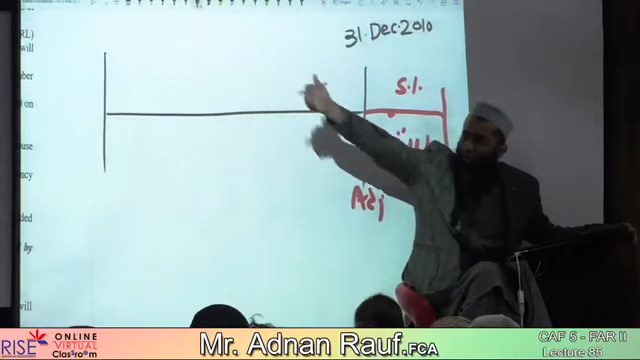 RL)
will
ber
) on
use
ncy
ded
by
will
31. Dec. 2010
S.I.
Adj
RISE
ONLINE
VIRTUAL
Classroom
Mr. Adnan Rauf.FCA
CAF 5 - FAR II
Lecture 85